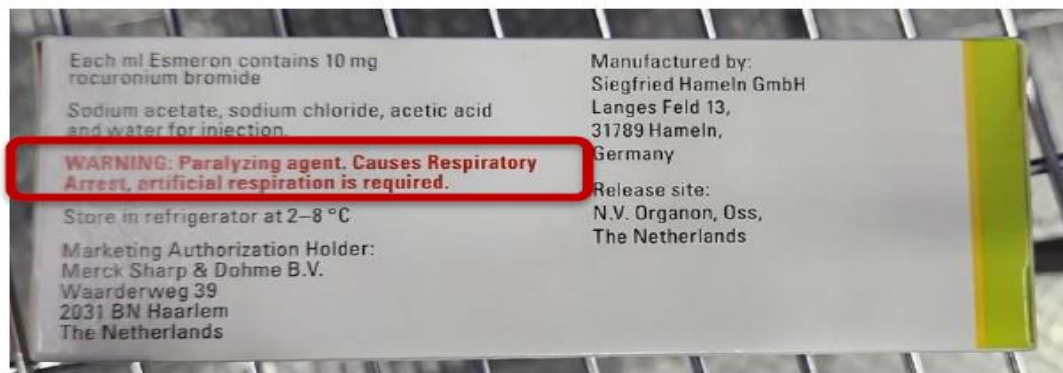 Each ml Esmeron contains 10 mg
rocuronium bromide
Sodium acetate, sodium chloride, acetic acid
and water for injection.
WARNING: Paralyzing agent. Causes Respiratory
Arrest, artificial respiration is required.
Store in refrigerator at 2–8 °C
Marketing Authorization Holder:
Merck Sharp & Dohme B.V.
Waarderweg 39
2031 BN Haarlem
The Netherlands
Manufactured by:
Siegfried Hameln GmbH
Langes Feld 13,
31789 Hameln,
Germany
Release site:
N.V. Organon, Oss,
The Netherlands